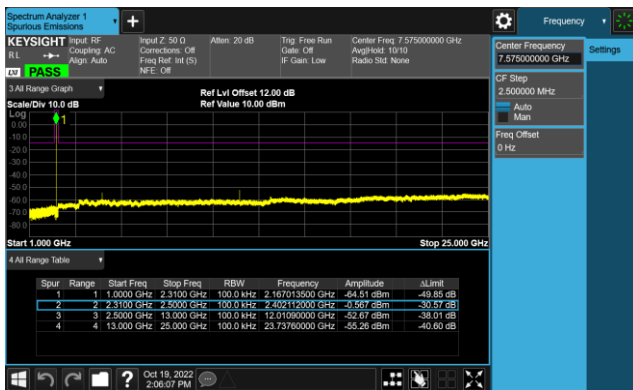 Spectrum Analyzer 1
Spurious Emissions
Frequency
KEYSIGHT Input: RF Input Z: 50 Ω Atten: 20 dB Trig: Free Run Center Freq: 7.575000000 GHz
RL Coupling: AC Corrections: Off Gate: Off Avg|Hold: 10/10
Align: Auto Freq Ref: Int (S) IF Gain: Low Radio Std: None
LXI PASS NFE: Off
Center Frequency
7.575000000 GHz
Settings
CF Step
2.500000 MHz
Auto
Man
Freq Offset
0 Hz
3 All Range Graph
Ref Lvl Offset 12.00 dB
Scale/Div 10.0 dB Ref Value 10.00 dBm
Log
1
0.00
-10.0
-20.0
-30.0
-40.0
-50.0
-60.0
-70.0
-80.0
Start 1.000 GHz Stop 25.000 GHz
4 All Range Table
Spur Range Start Freq Stop Freq RBW Frequency Amplitude ΔLimit
1 1 1.0000 GHz 2.3100 GHz 100.0 kHz 2.167013500 GHz -64.51 dBm -49.85 dB
2 2 2.3100 GHz 2.5000 GHz 100.0 kHz 2.402112000 GHz -0.567 dBm -30.57 dB
3 3 2.5000 GHz 13.000 GHz 100.0 kHz 12.01090000 GHz -52.67 dBm -38.01 dB
4 4 13.000 GHz 25.000 GHz 100.0 kHz 23.73760000 GHz -55.26 dBm -40.60 dB
Oct 19, 2022
2:06:07 PM